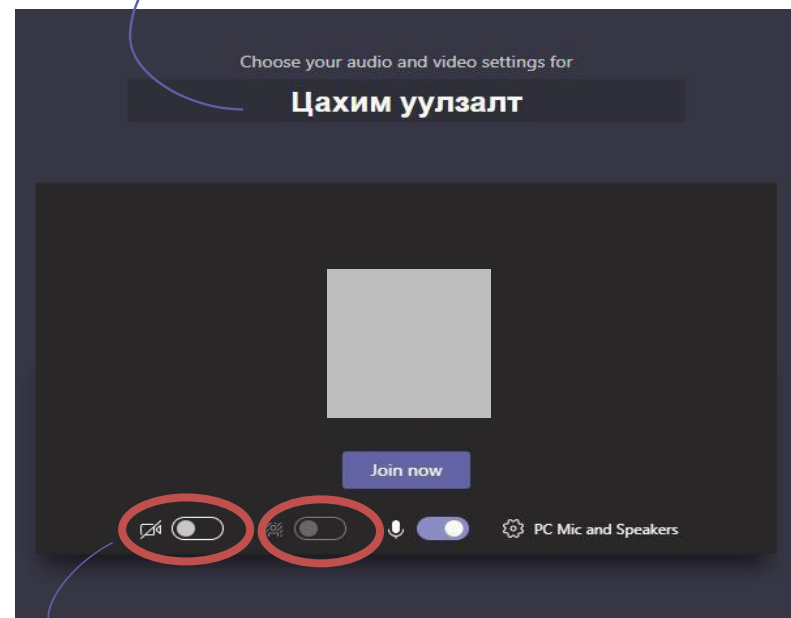 Choose your audio and video settings for
Цахим уулзалт
Join now
PC Mic and Speakers